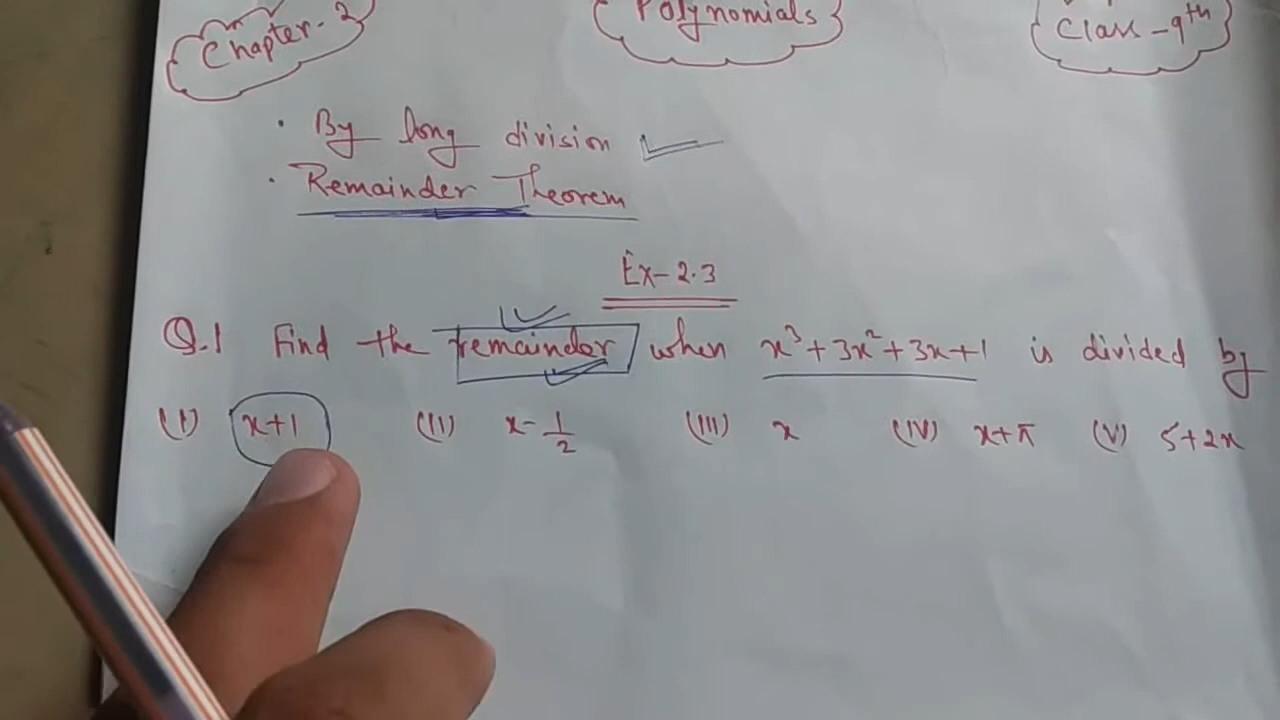 Chapter-2
Polynomials
Class-9th
• By long division
• Remainder Theorem
Ex-2.3
Q.1 Find the remainder when x³+3x²+3x+1 is divided by
(I) x+1 (II) x-1/2 (III) x (IV) x+π (V) 5+2x